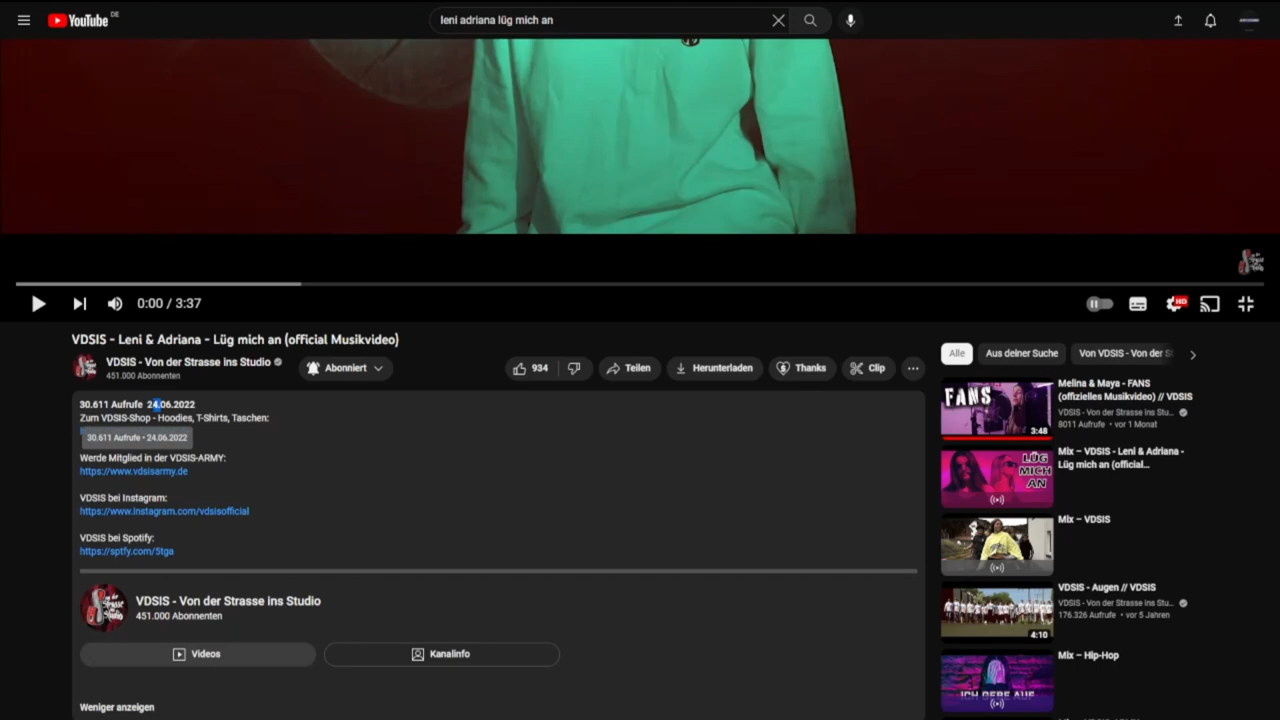 YouTube DE
leni adriana lüg mich an
0:00 / 3:37
HD
VDSIS - Leni & Adriana - Lüg mich an (official Musikvideo)
VDSIS - Von der Strasse ins Studio
451.000 Abonnenten
Abonniert
934
Teilen
Herunterladen
Thanks
Clip
30.611 Aufrufe 24.06.2022
Zum VDSIS-Shop - Hoodies, T-Shirts, Taschen:
30.611 Aufrufe • 24.06.2022
Werde Mitglied in der VDSIS-ARMY:
https://www.vdsisarmy.de
VDSIS bei Instagram:
https://www.instagram.com/vdsisofficial
VDSIS bei Spotify:
https://sptfy.com/5tga
VDSIS - Von der Strasse ins Studio
451.000 Abonnenten
Videos
Kanalinfo
Weniger anzeigen
Alle
Aus deiner Suche
Von VDSIS - Von der S
FANS
3:48
Melina & Maya - FANS
(offizielles Musikvideo) // VDSIS
VDSIS - Von der Strasse ins Stu...
8011 Aufrufe • vor 1 Monat
LÜG
MICH
AN
Mix – VDSIS - Leni & Adriana -
Lüg mich an (official...
Mix – VDSIS
4:10
VDSIS - Augen // VDSIS
VDSIS - Von der Strasse ins Stu...
176.326 Aufrufe • vor 5 Jahren
ICH GEBE AUF
Mix – Hip-Hop